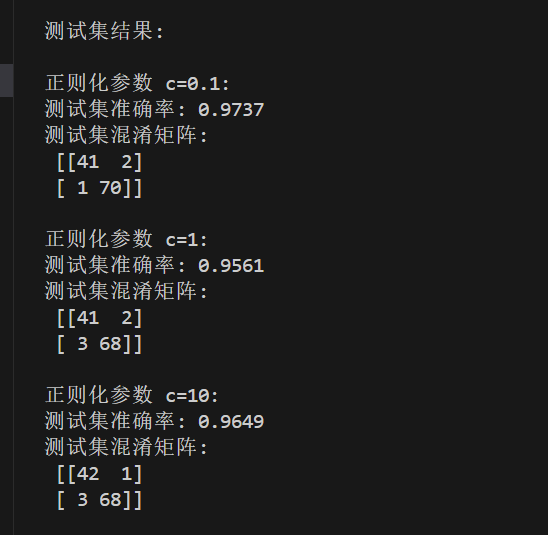 测试集结果:
正则化参数 c=0.1:
测试集准确率: 0.9737
测试集混淆矩阵:
[[41  2]
[ 1 70]]
正则化参数 c=1:
测试集准确率: 0.9561
测试集混淆矩阵:
[[41  2]
[ 3 68]]
正则化参数 c=10:
测试集准确率: 0.9649
测试集混淆矩阵:
[[42  1]
[ 3 68]]